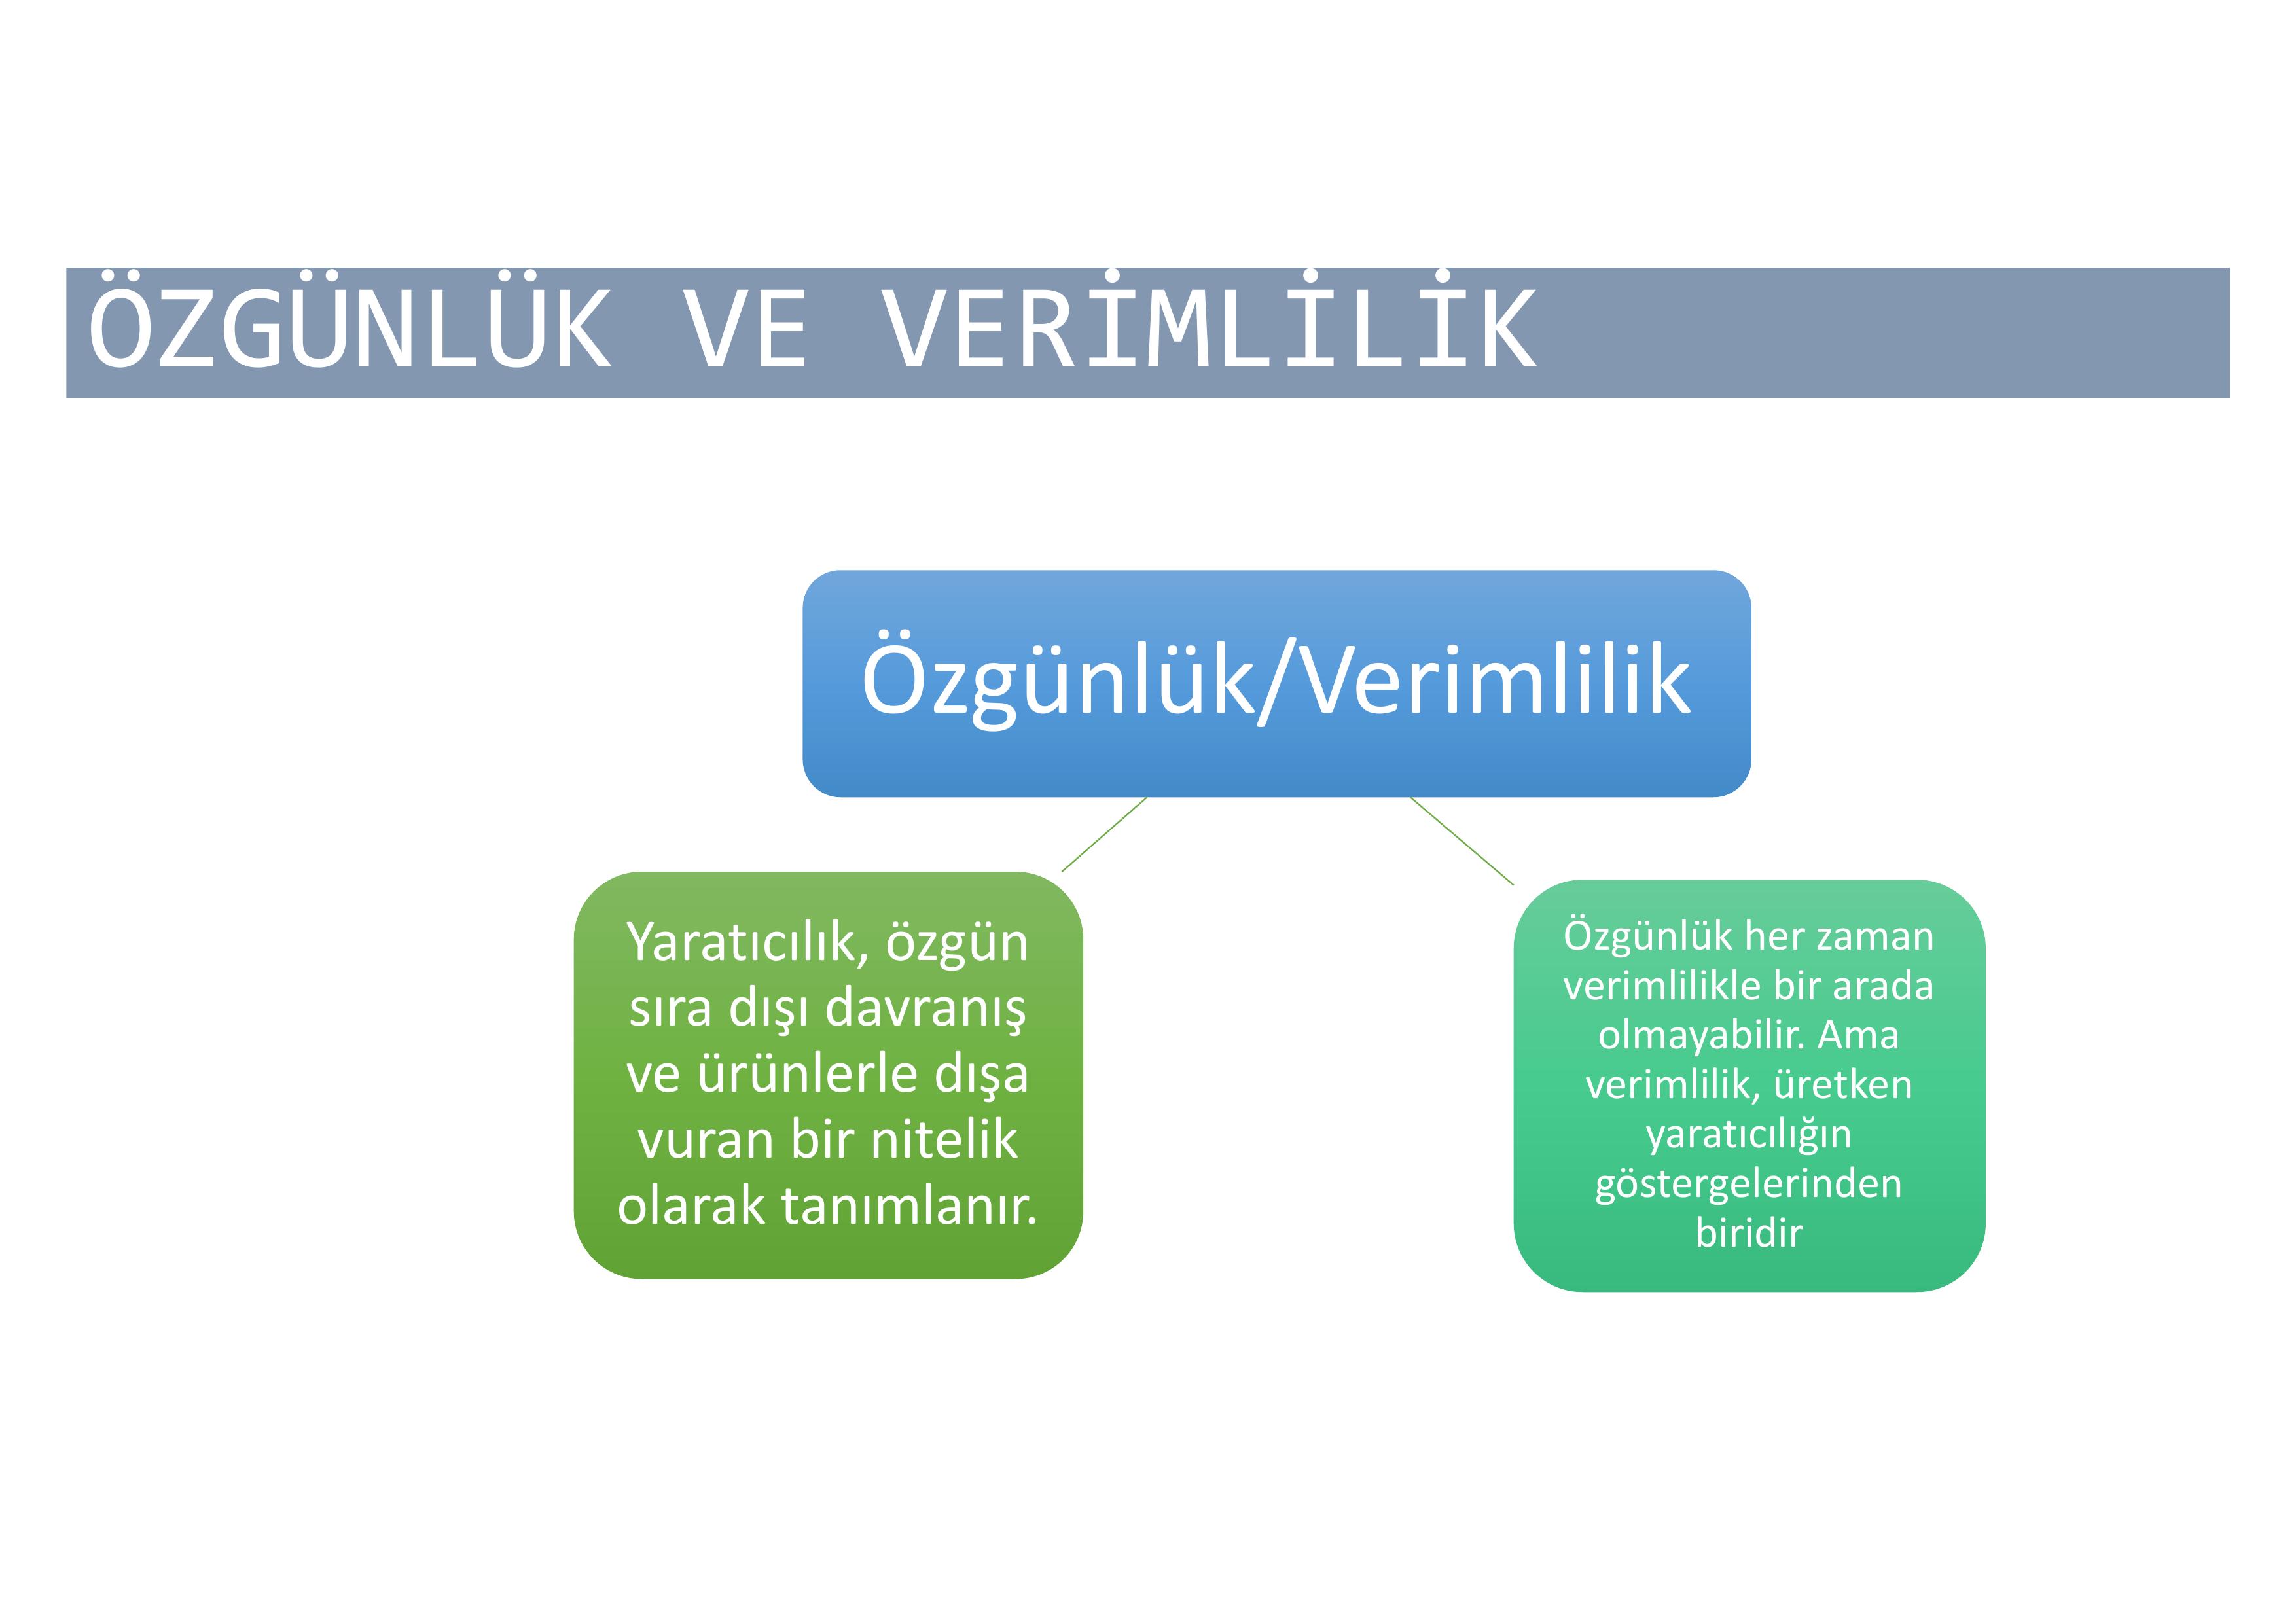 ÖZGÜNLÜK VE VERİMLİLİK
Özgünlük/Verimlilik
Yaratıcılık, özgün
sıra dışı davranış
ve ürünlerle dışa
vuran bir nitelik
olarak tanımlanır.
Özgünlük her zaman
verimlilikle bir arada
olmayabilir. Ama
verimlilik, üretken
yaratıcılığın
göstergelerinden
biridir